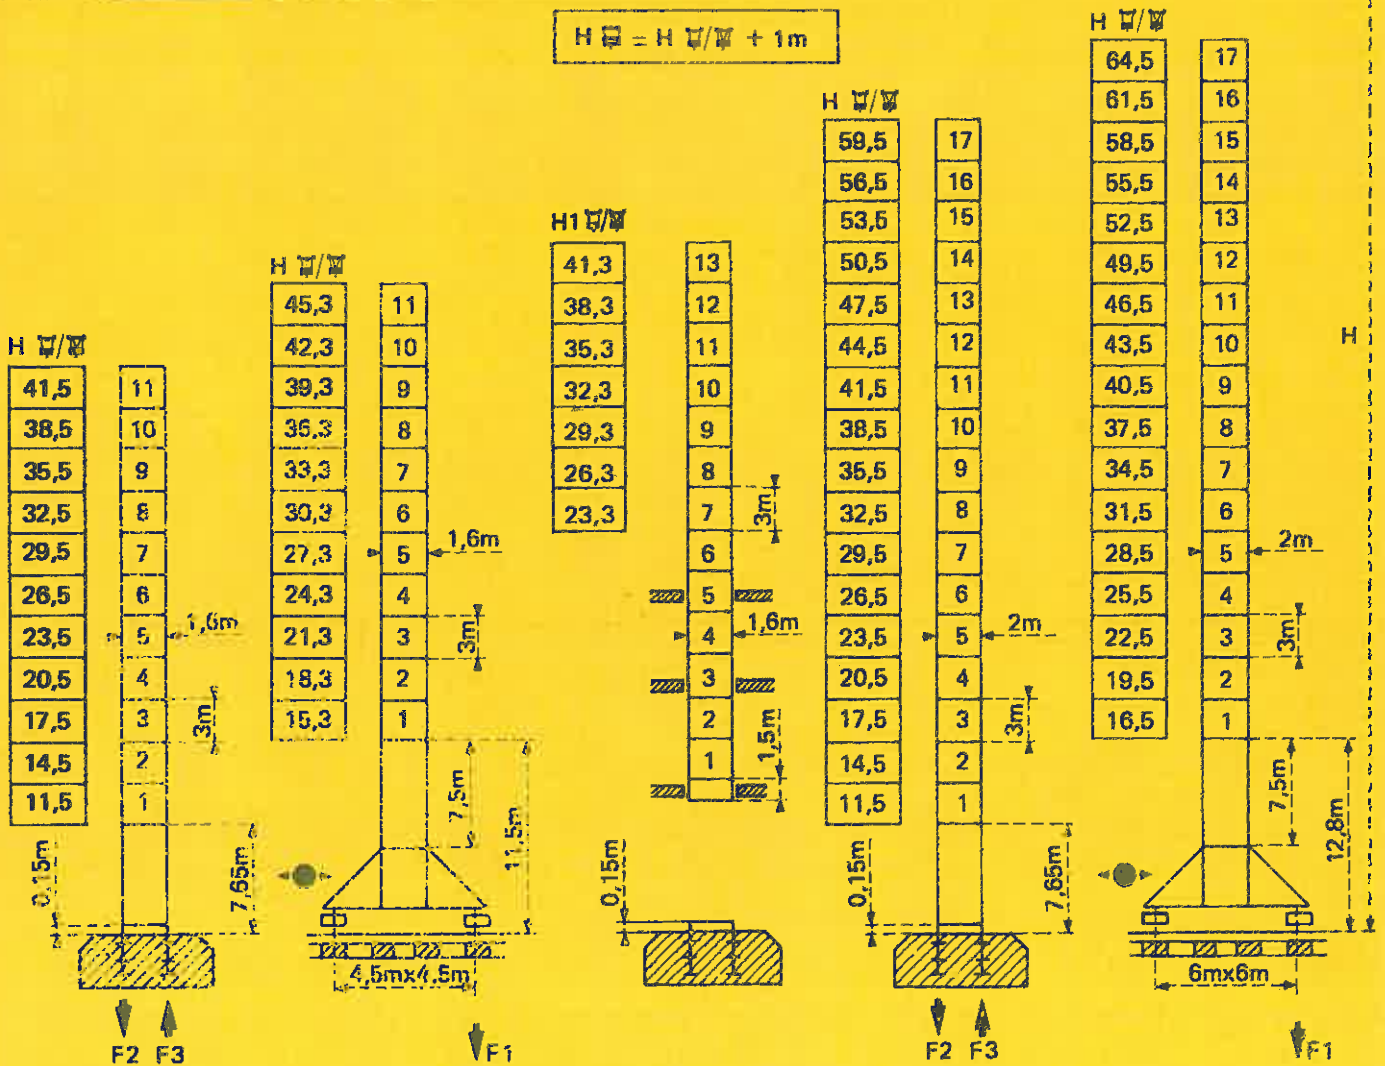 H = H / + 1m
H /
41,5 11
38,5 10
35,5 9
32,5 8
29,5 7
26,5 6
23,5 5 1,6m
20,5 4
17,5 3 3m
14,5 2
11,5 1
0,15m 7,65m
F2 F3
H /
45,3 11
42,3 10
39,3 9
36,3 8
33,3 7
30,3 6
27,3 5 1,6m
24,3 4
21,3 3 3m
18,3 2
15,3 1
7,5m 11,5m
4,5mx4,5m
F1
H1 /
41,3 13
38,3 12
35,3 11
32,3 10
29,3 9
26,3 8
23,3 7 3m
6
5
4 1,6m
3
2
1 1,5m
0,15m
H /
59,5 17
56,5 16
53,5 15
50,5 14
47,5 13
44,5 12
41,5 11
38,5 10
35,5 9
32,5 8
29,5 7
26,5 6
23,5 5 2m
20,5 4
17,5 3 3m
14,5 2
11,5 1
0,15m 7,65m
F2 F3
H /
64,5 17
61,5 16
58,5 15
55,5 14
52,5 13
49,5 12
46,5 11
43,5 10
40,5 9
37,5 8
34,5 7
31,5 6
28,5 5 2m
25,5 4
22,5 3 3m
19,5 2
16,5 1
7,5m 12,8m
6mx6m
F1
H